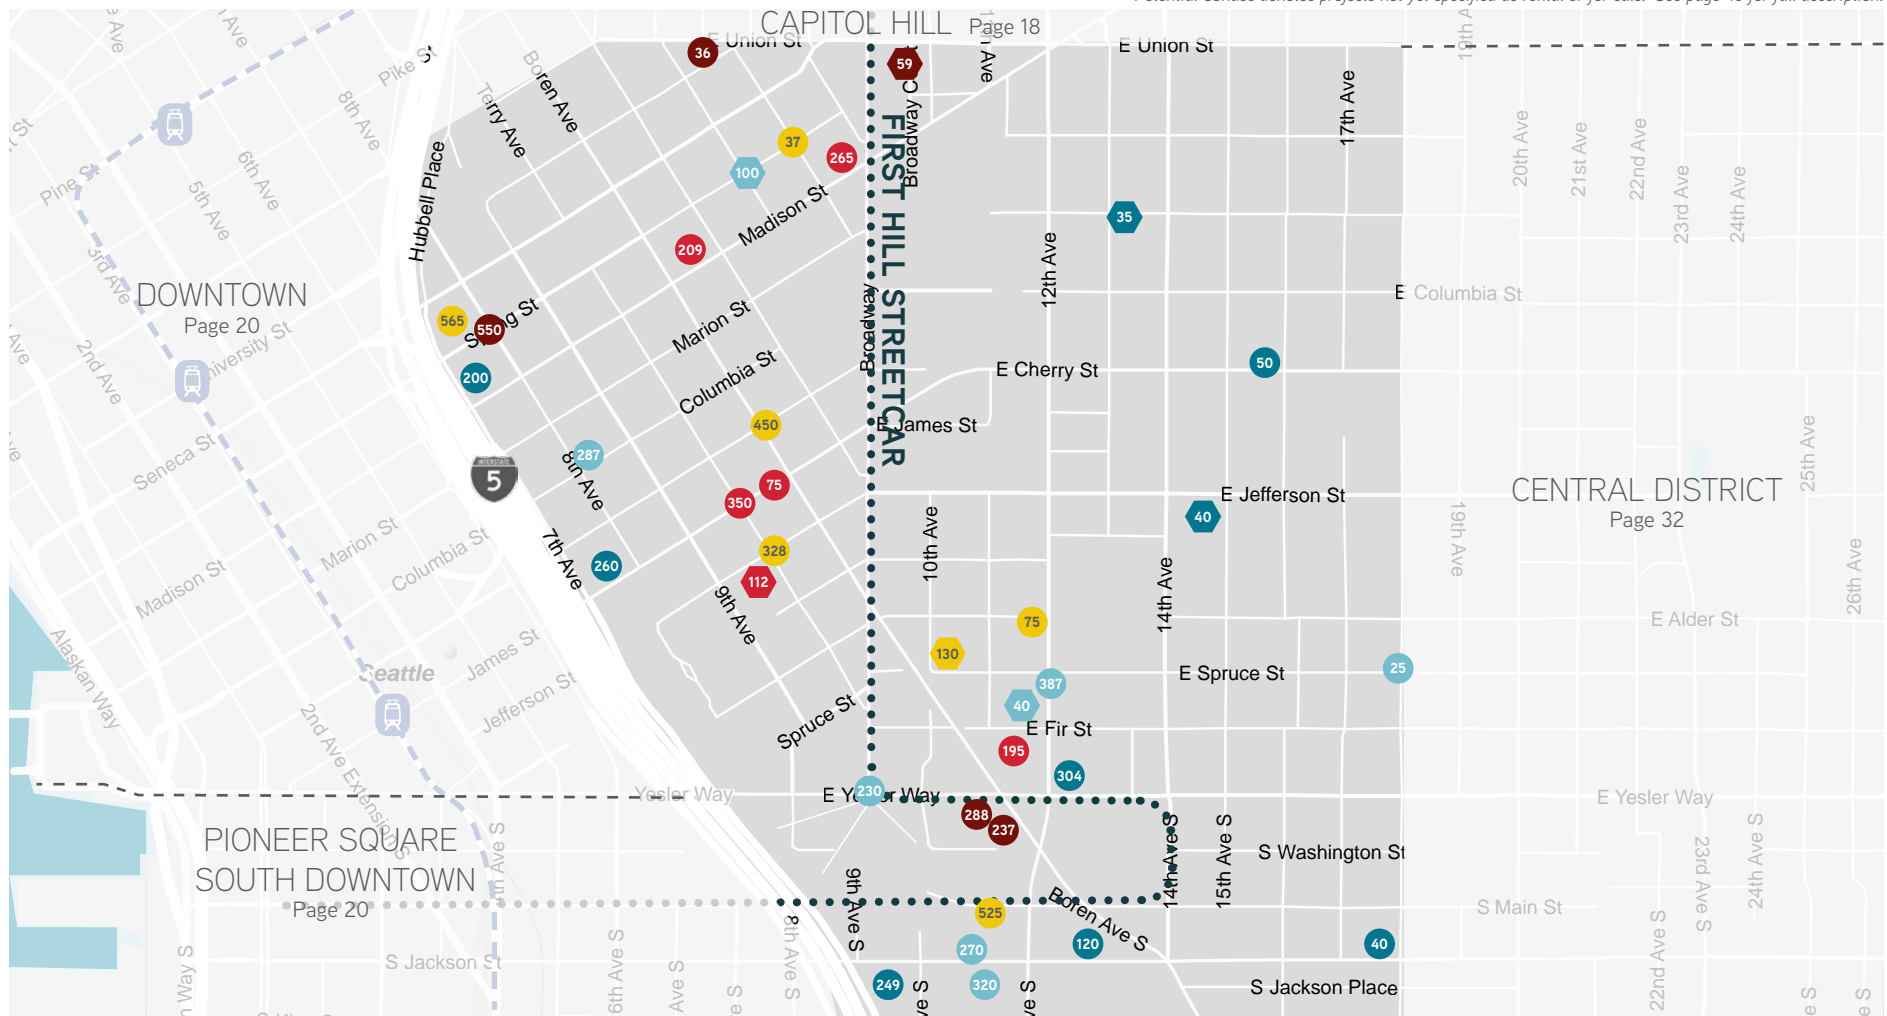 CAPITOL HILL Page 18
E Union St
E Union St
Pike St
Boren Ave
Terry Ave
8th Ave
6th Ave
5th Ave
3rd Ave
2nd Ave
Pine St
Hubbell Place
36
59
37
100
265
209
35
Madison St
FIRST HILL STREETCAR
Broadway
17th Ave
19th Ave
20th Ave
21st Ave
22nd Ave
23rd Ave
24th Ave
12th Ave
DOWNTOWN
Page 20
University St
565
550
Spring St
200
Marion St
Columbia St
E Columbia St
E Cherry St
50
450
E James St
287
8th Ave
INTERSTATE
5
Seneca St
75
350
E Jefferson St
40
CENTRAL DISTRICT
Page 32
25th Ave
19th Ave
26th Ave
328
112
260
7th Ave
9th Ave
10th Ave
14th Ave
Marion St
Columbia St
Madison St
James St
Jefferson St
Seattle
Alaskan Way
2nd Ave Extension S
75
130
387
40
E Alder St
E Spruce St
25
Spruce St
E Fir St
195
304
230
E Yesler Way
Yesler Way
E Yesler Way
288
237
PIONEER SQUARE
SOUTH DOWNTOWN
Page 20
S Washington St
14th Ave S
15th Ave S
9th Ave S
8th Ave S
23rd Ave S
24th Ave S
22nd Ave S
S Main St
Boren Ave S
525
270
120
40
249
320
S Jackson St
S Jackson Place
6th Ave S